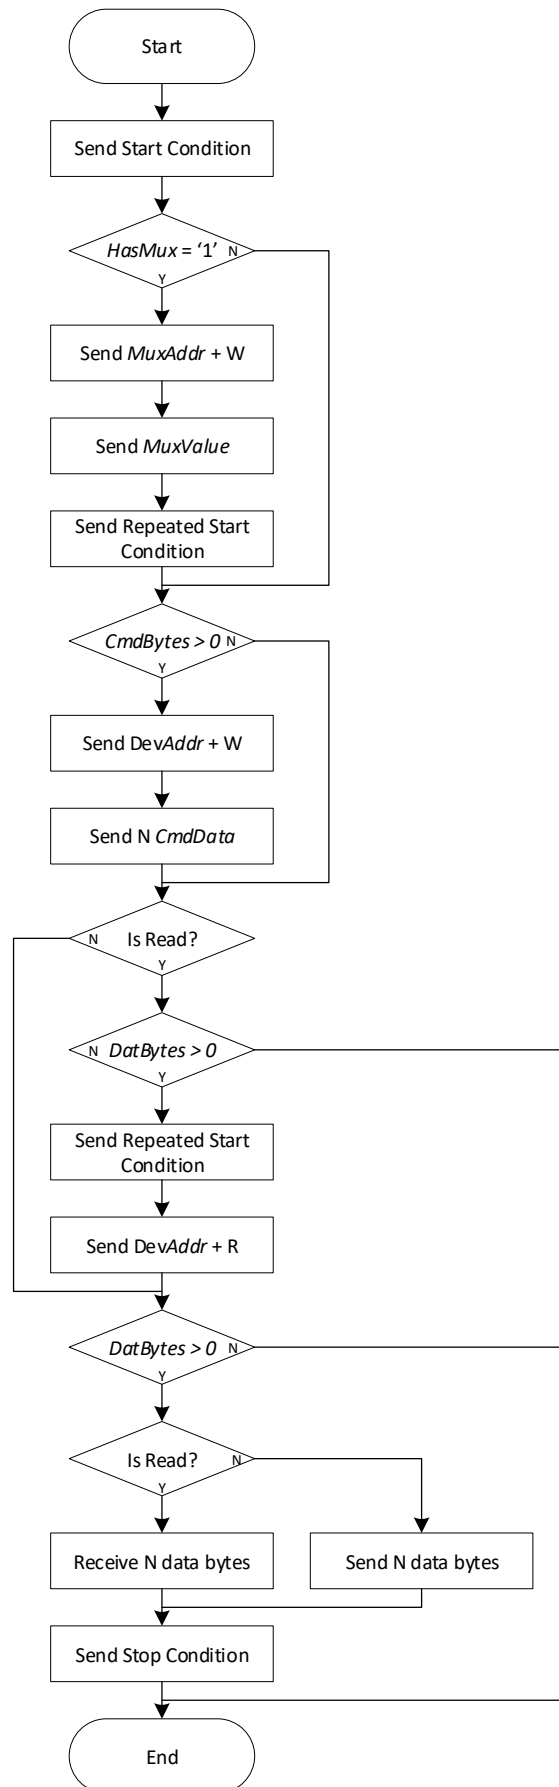 Start
Send Start Condition
HasMux = ‘1’ N
Y
Send MuxAddr + W
Send MuxValue
Send Repeated Start
Condition
CmdBytes > 0 N
Y
Send DevAddr + W
Send N CmdData
N Is Read?
Y
N DatBytes > 0
Y
Send Repeated Start
Condition
Send DevAddr + R
DatBytes > 0 N
Y
Is Read? N
Y
Receive N data bytes
Send N data bytes
Send Stop Condition
End